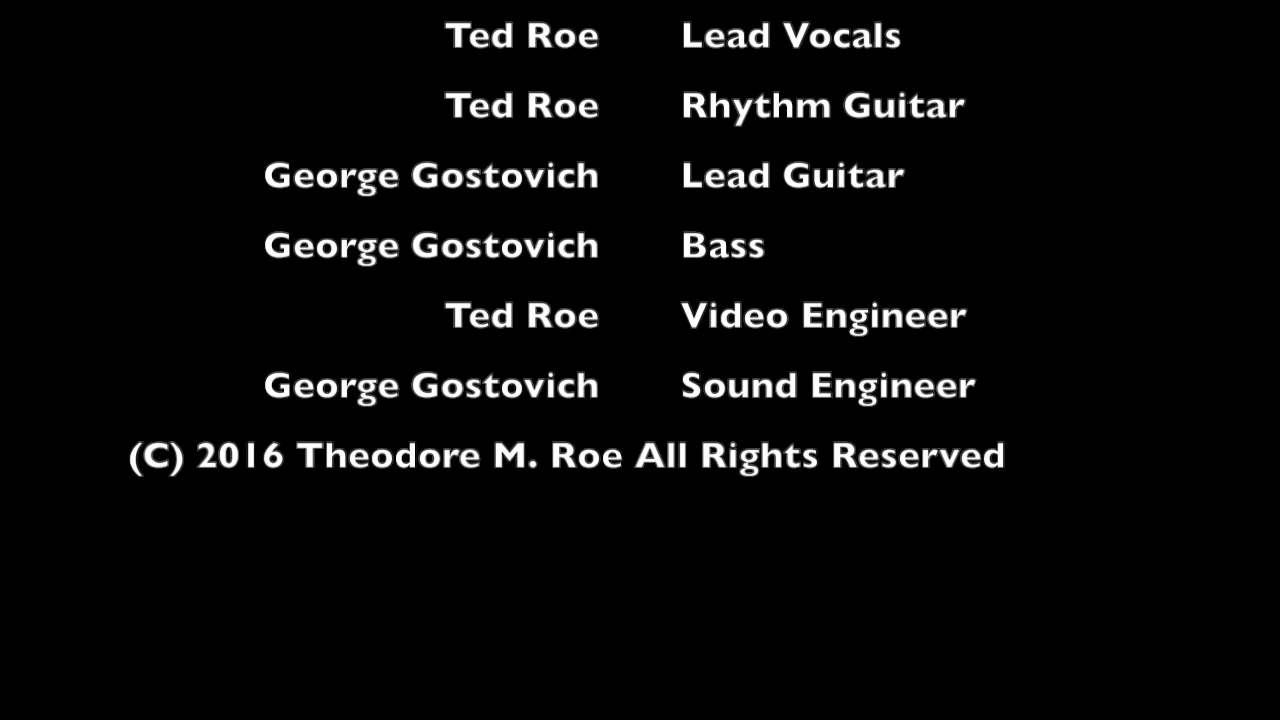 Ted Roe Lead Vocals
Ted Roe Rhythm Guitar
George Gostovich Lead Guitar
George Gostovich Bass
Ted Roe Video Engineer
George Gostovich Sound Engineer
(C) 2016 Theodore M. Roe All Rights Reserved